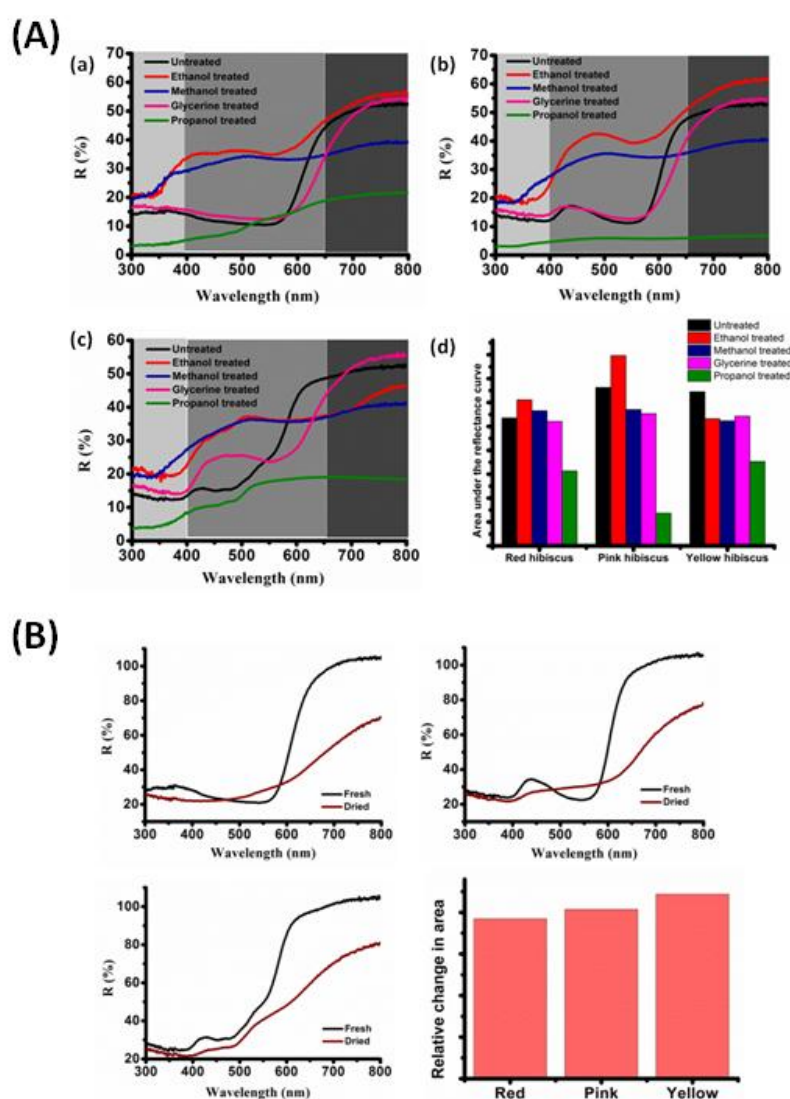 (A)
(a)
70
60
50
40
30
20
10
0
R (%)
Untreated
Ethanol treated
Methanol treated
Glycerine treated
Propanol treated
300 400 500 600 700 800
Wavelength (nm)
(b)
70
60
50
40
30
20
10
0
R (%)
Untreated
Ethanol treated
Methanol treated
Glycerine treated
Propanol treated
300 400 500 600 700 800
Wavelength (nm)
(c)
60
50
40
30
20
10
0
R (%)
Untreated
Ethanol treated
Methanol treated
Glycerine treated
Propanol treated
300 400 500 600 700 800
Wavelength (nm)
(d)
Area under the reflectance curve
Untreated
Ethanol treated
Methanol treated
Glycerine treated
Propanol treated
Red hibiscus Pink hibiscus Yellow hibiscus
(B)
100
80
60
40
20
R (%)
Fresh
Dried
300 400 500 600 700 800
Wavelength (nm)
100
80
60
40
20
R (%)
Fresh
Dried
300 400 500 600 700 800
Wavelength (nm)
100
80
60
40
20
R (%)
Fresh
Dried
300 400 500 600 700 800
Wavelength (nm)
Relative change in area
Red Pink Yellow